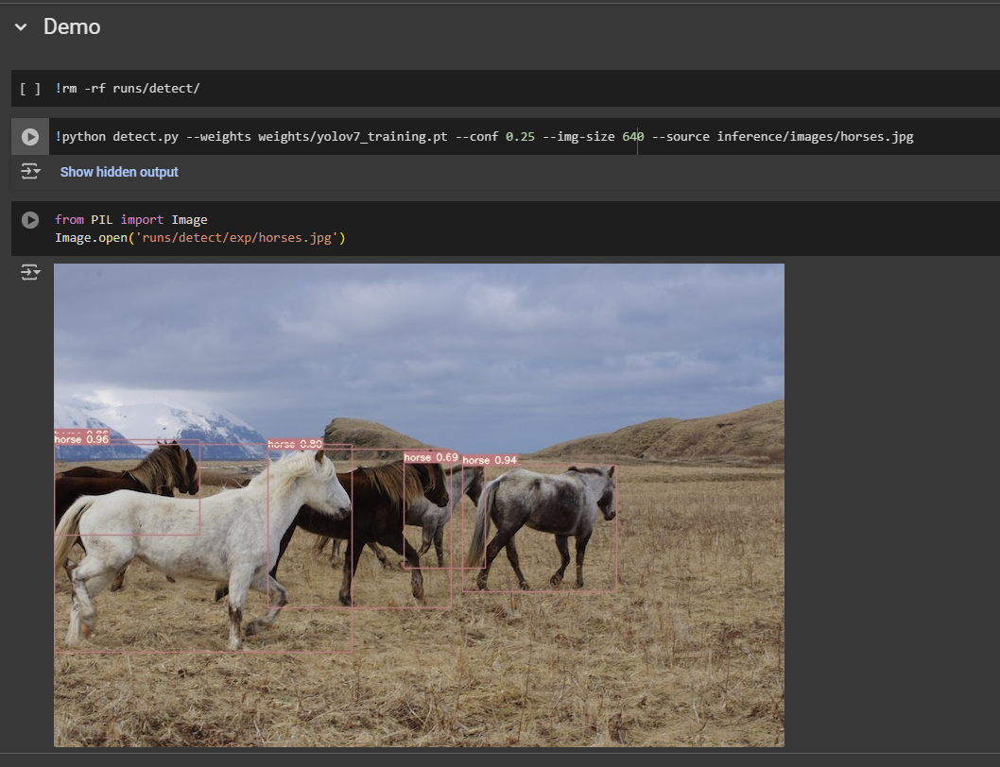 Demo
[ ] !rm -rf runs/detect/
!python detect.py --weights weights/yolov7_training.pt --conf 0.25 --img-size 640 --source inference/images/horses.jpg
Show hidden output
from PIL import Image
Image.open('runs/detect/exp/horses.jpg')
horse 0.96
horse 0.80
horse 0.69
horse 0.94